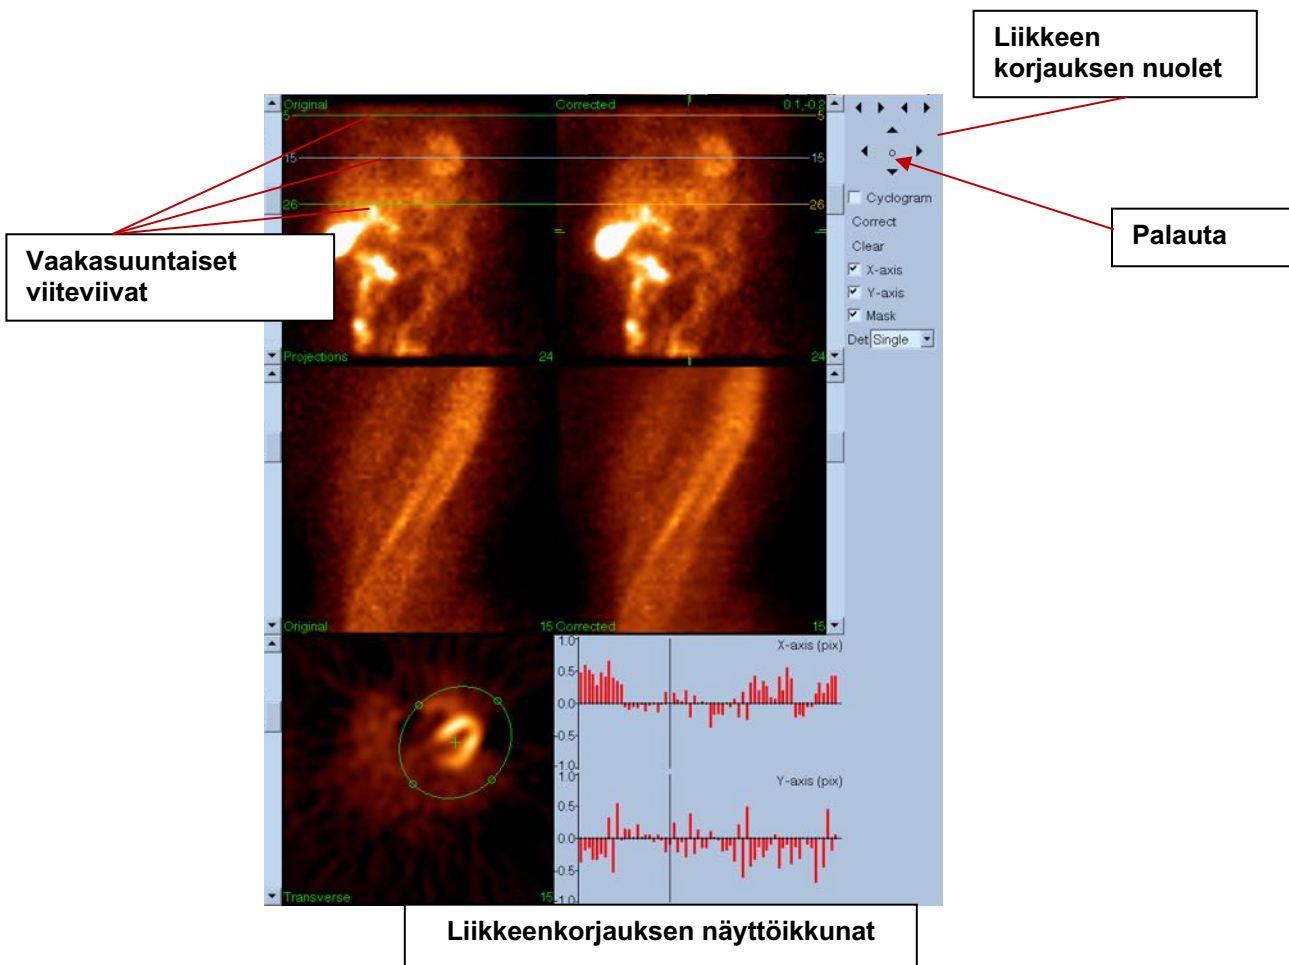 Liikkeen
korjauksen nuolet
Original
Corrected
0.1,-0.2
5
5
15
15
26
26
Cyclogram
Correct
Clear
X-axis
Y-axis
Mask
Det Single
Palauta
Vaakasuuntaiset
viiteviivat
Projections
24
24
Original
15
Corrected
15
X-axis (pix)
1.0
0.5
0.0
-0.5
-1.0
Y-axis (pix)
1.0
0.5
0.0
-0.5
-1.0
Transverse
15
Liikkeenkorjauksen näyttöikkunat